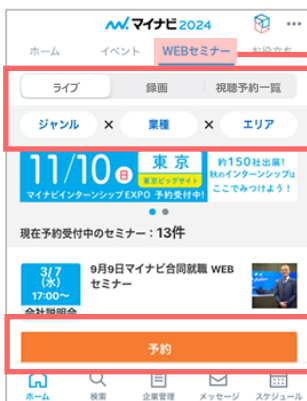 マイナビ2024
ホーム イベント WEBセミナー お役立ち
ライブ 録画 視聴予約一覧
ジャンル × 業種 × エリア
11/10 日 東京 東京ビッグサイト
マイナビインターンシップEXPO 予約受付中!
約150社出展!
秋のインターンシップは
ここでみつけよう!
現在予約受付中のセミナー:13件
3/7
(水)
17:00～
会社説明会
9月9日マイナビ合同就職 WEB
セミナー
予約
ホーム 検索 企業管理 メッセージ スケジュール